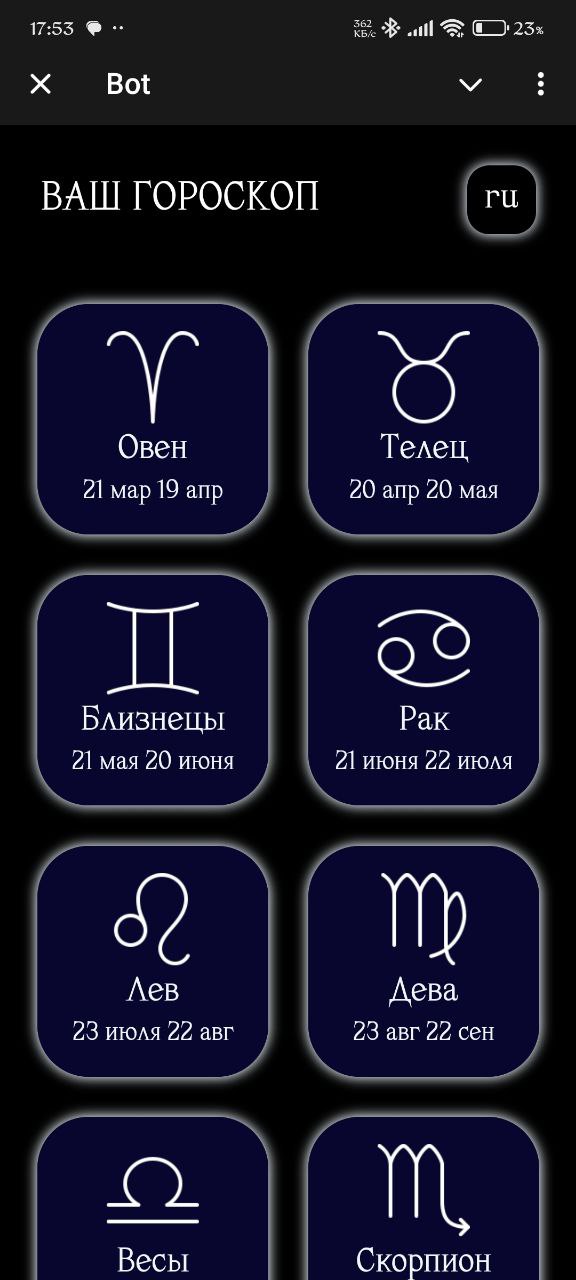 17:53
362
КБ/с
23%
Bot
ВАШ ГОРОСКОП
ru
Овен
21 мар 19 апр
Телец
20 апр 20 мая
Близнецы
21 мая 20 июня
Рак
21 июня 22 июля
Лев
23 июля 22 авг
Дева
23 авг 22 сен
Весы
Скорпион